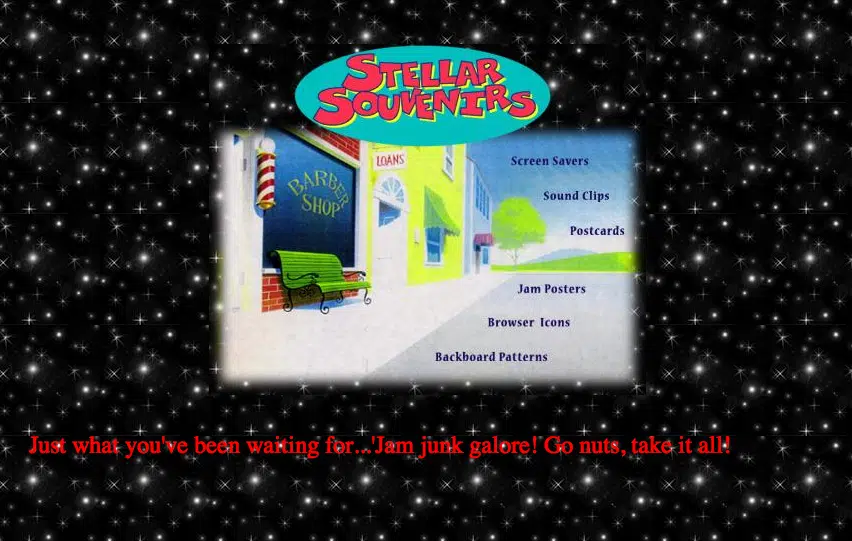 STELLAR
SOUVENIRS
LOANS
BARBER
SHOP
Screen Savers
Sound Clips
Postcards
Jam Posters
Browser Icons
Backboard Patterns
Just what you've been waiting for...'Jam junk galore! Go nuts, take it all!